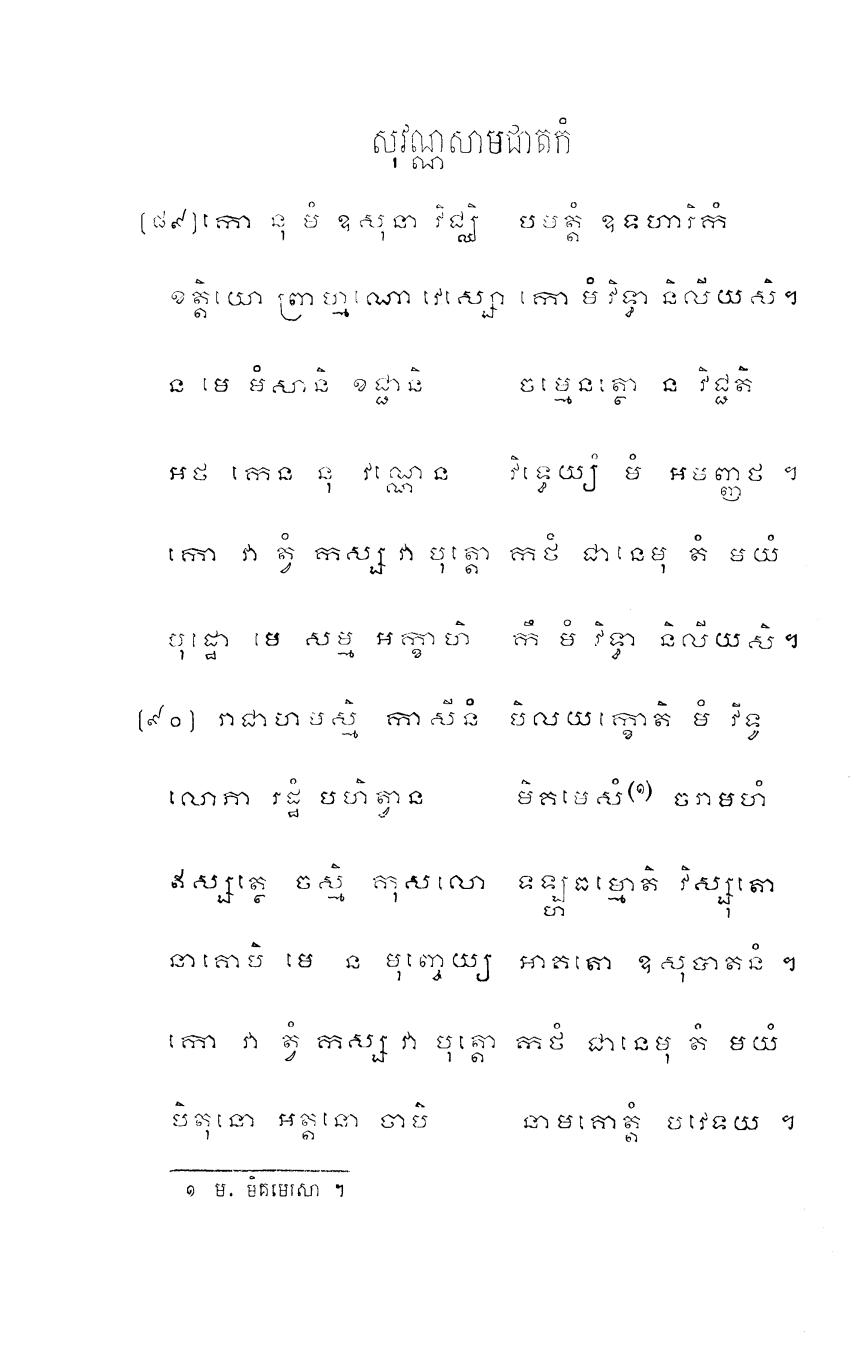 សុវណ្ណសាមជាតកំ
(៨៩) កោ នុ មំ ឧសុនា វិជ្ឈិ បមត្តំ ឧទហារិកំ
ខត្តិយោ ព្រាហ្មណោ វេស្សោ កោ មំ វិទ្ធា និលីយសិ។
ន មេ មំសានិ ខជ្ជានិ ចម្មេនត្ថោ ន វិជ្ជតិ
អថ កេន នុ វណ្ណេន វិទ្ធេយ្យំ មំ អមញ្ញថ ។
កោ វា ត្វំ កស្ស វា បុត្តោ កថំ ជានេមុ តំ មយំ
បុដ្ឋោ មេ សម្ម អក្ខាហិ កឹ មំ វិទ្ធា និលីយសិ។
(៩០) រាជាហមស្មិ កាសីនំ បិលយក្ខោតិ មំ វិទូ
លោភា រដ្ឋំ បហិត្វាន មិគមេសំ(១) ចរាមហំ
ឥស្សត្ថេ ចស្មិ កុសលោ ទឡ្ហធម្មោតិ វិស្សុតោ
នាគោបិ មេ ន មុញ្ចេយ្យ អាគតោ ឧសុបាតនំ ។
កោ វា ត្វំ កស្ស វា បុត្តោ កថំ ជានេមុ តំ មយំ
បិតុនោ អត្តនោ ចាបិ នាមគោត្តំ បវេទយ ។
១ ម. មិគមេសោ ។